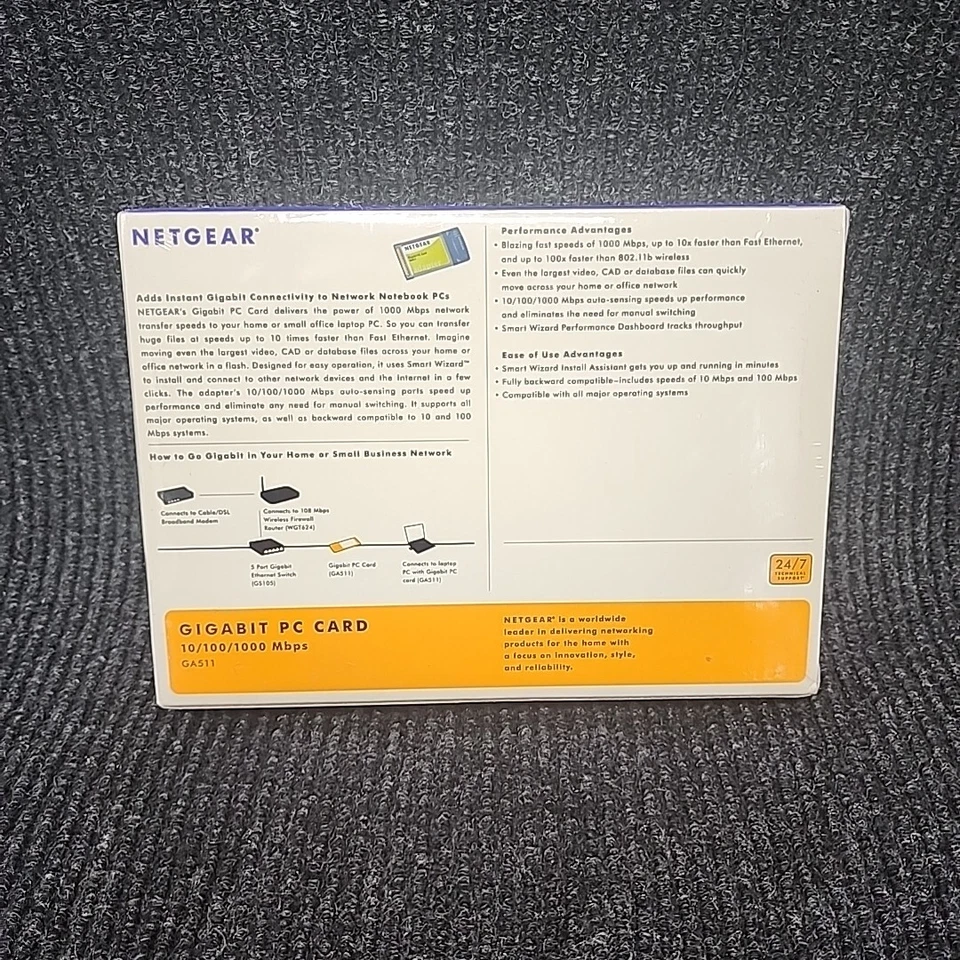 NETGEAR®
NETGEAR
Adds Instant Gigabit Connectivity to Network Notebook PCs
NETGEAR's Gigabit PC Card delivers the power of 1000 Mbps network
transfer speeds to your home or small office laptop PC. So you can transfer
huge files at speeds up to 10 times faster than Fast Ethernet. Imagine
moving even the largest video, CAD or database files across your home or
office network in a flash. Designed for easy operation, it uses Smart Wizard™
to install and connect to other network devices and the Internet in a few
clicks. The adapter's 10/100/1000 Mbps auto-sensing ports speed up
performance and eliminate any need for manual switching. It supports all
major operating systems, as well as backward compatible to 10 and 100
Mbps systems.
How to Go Gigabit in Your Home or Small Business Network
Connects to Cable/DSL
Broadband Modem
Connects to 108 Mbps
Wireless Firewall
Router (WGT624)
5 Port Gigabit
Ethernet Switch
(GS105)
Gigabit PC Card
(GA511)
Connects to laptop
PC with Gigabit PC
card (GA511)
Performance Advantages
• Blazing fast speeds of 1000 Mbps, up to 10x faster than Fast Ethernet,
and up to 100x faster than 802.11b wireless
• Even the largest video, CAD or database files can quickly
move across your home or office network
• 10/100/1000 Mbps auto-sensing speeds up performance
and eliminates the need for manual switching
• Smart Wizard Performance Dashboard tracks throughput
Ease of Use Advantages
• Smart Wizard Install Assistant gets you up and running in minutes
• Fully backward compatible–includes speeds of 10 Mbps and 100 Mbps
• Compatible with all major operating systems
24/7
TECHNICAL
SUPPORT*
GIGABIT PC CARD
10/100/1000 Mbps
GA511
NETGEAR® is a worldwide
leader in delivering networking
products for the home with
a focus on innovation, style,
and reliability.